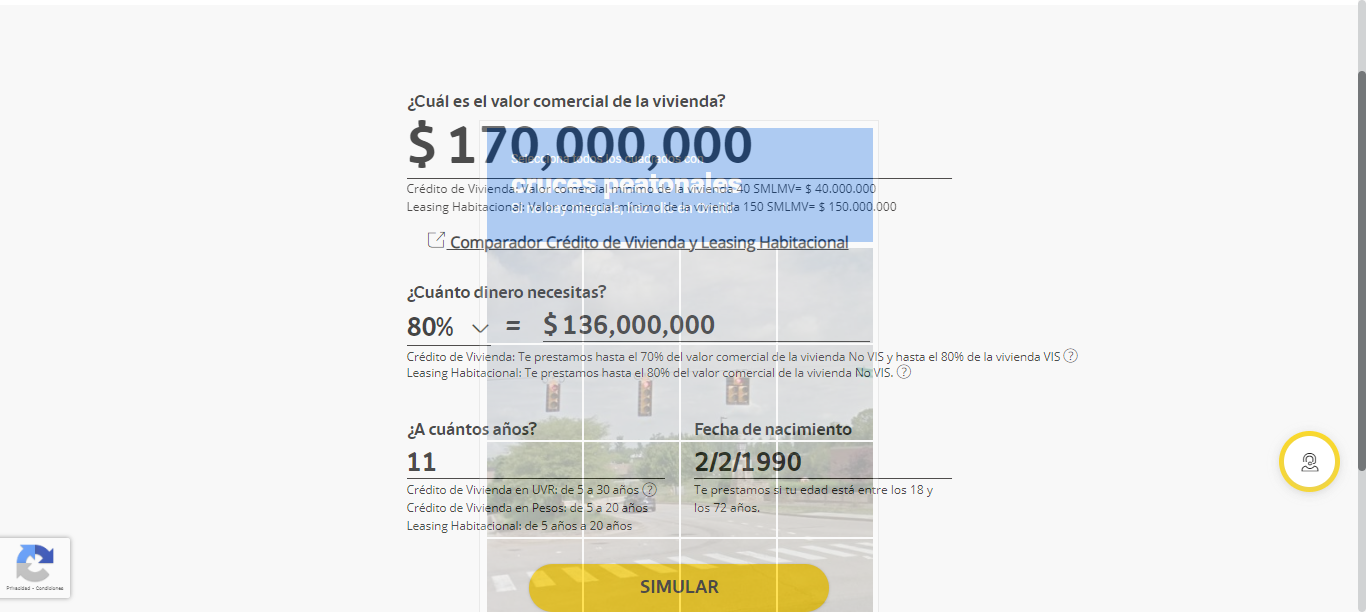 ¿Cuál es el valor comercial de la vivienda?
$ 170,000,000
Selecciona todos los cuadrados con
cruces peatonales
Crédito de Vivienda: Valor comercial mínimo de la vivienda 40 SMLMV= $ 40.000.000
Leasing Habitacional: Valor comercial mínimo de la vivienda 150 SMLMV= $ 150.000.000
Comparador Crédito de Vivienda y Leasing Habitacional
¿Cuánto dinero necesitas?
80% = $ 136,000,000
Crédito de Vivienda: Te prestamos hasta el 70% del valor comercial de la vivienda No VIS y hasta el 80% de la vivienda VIS ?
Leasing Habitacional: Te prestamos hasta el 80% del valor comercial de la vivienda No VIS. ?
¿A cuántos años?
11
Crédito de Vivienda en UVR: de 5 a 30 años ?
Crédito de Vivienda en Pesos: de 5 a 20 años
Leasing Habitacional: de 5 años a 20 años
Fecha de nacimiento
2/2/1990
Te prestamos si tu edad está entre los 18 y
los 72 años.
SIMULAR
Privacidad - Condiciones